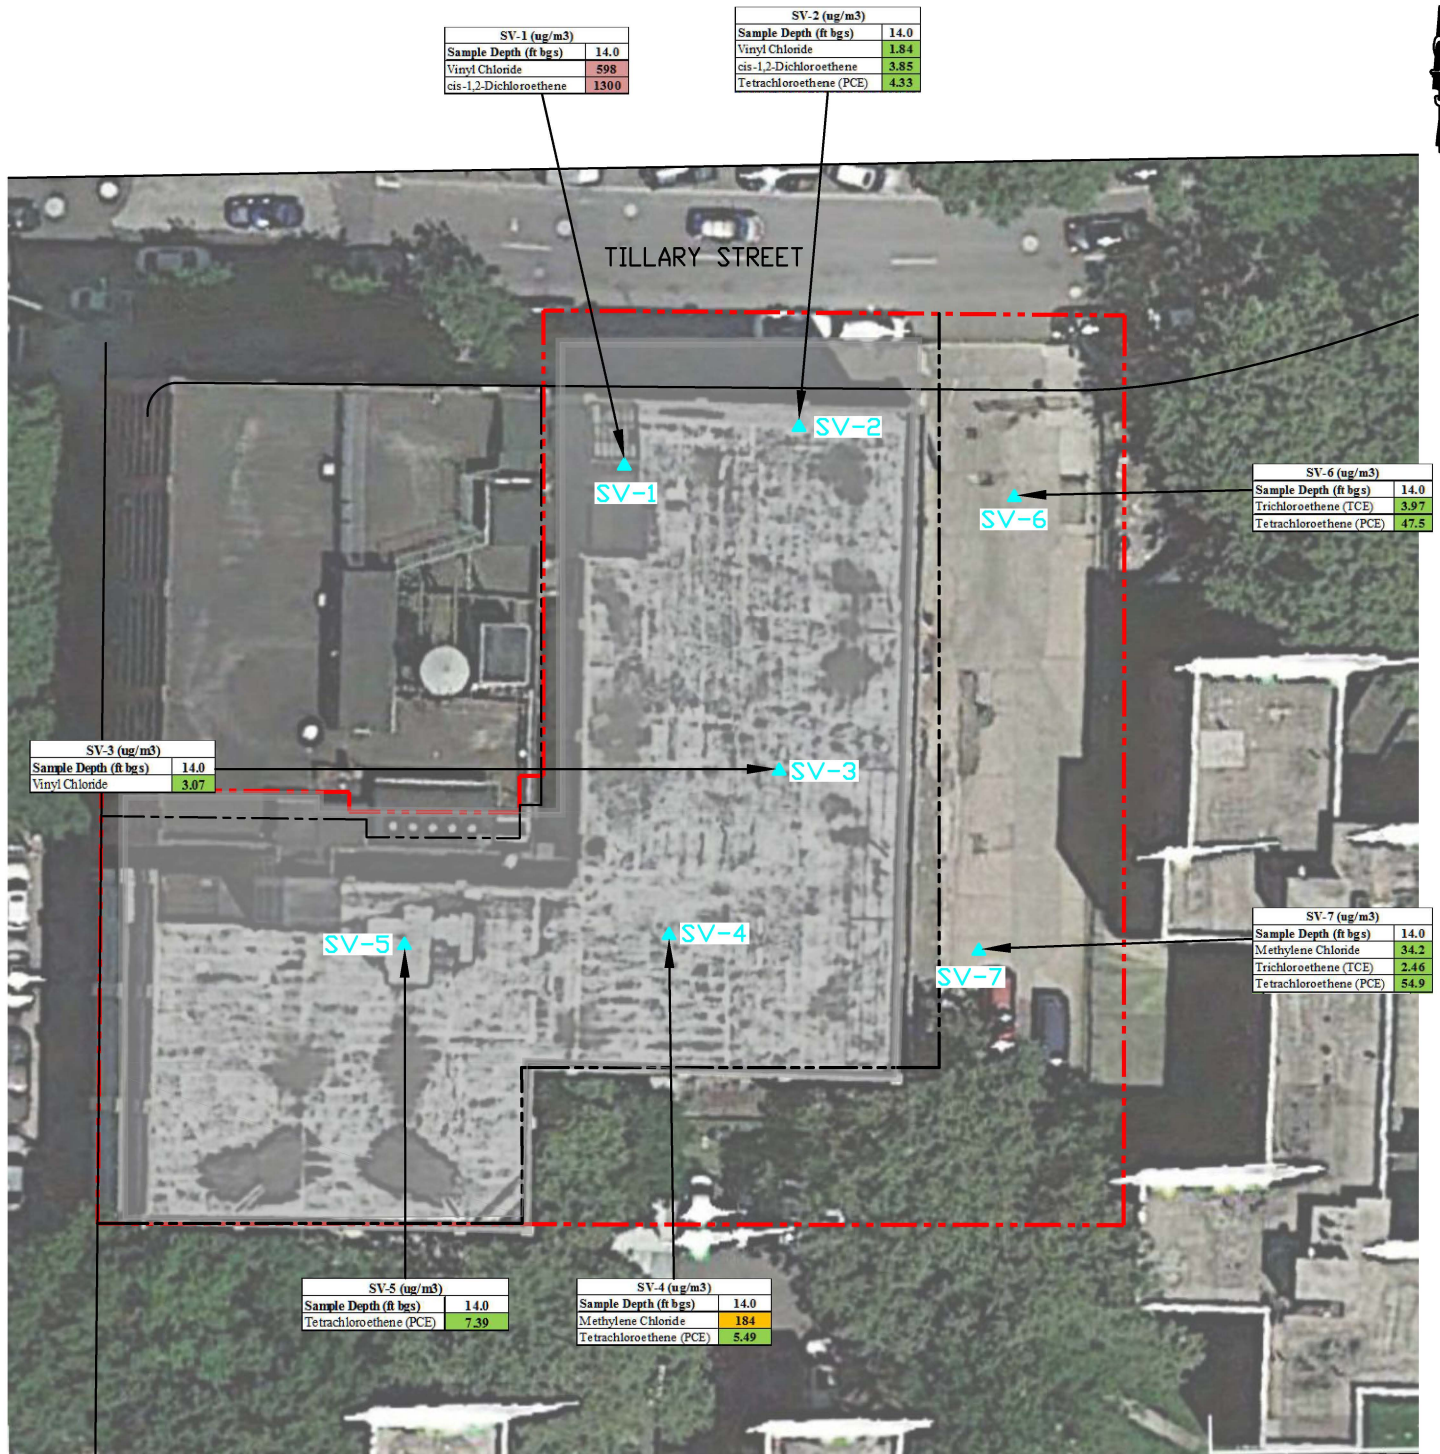 SV-1 (ug/m3)
Sample Depth (ft bgs) 14.0
Vinyl Chloride 598
cis-1,2-Dichloroethene 1300
SV-2 (ug/m3)
Sample Depth (ft bgs) 14.0
Vinyl Chloride 1.84
cis-1,2-Dichloroethene 3.85
Tetrachloroethene (PCE) 4.33
TILLARY STREET
SV-2
SV-1
SV-6
SV-6 (ug/m3)
Sample Depth (ft bgs) 14.0
Trichloroethene (TCE) 3.97
Tetrachloroethene (PCE) 47.5
SV-3 (ug/m3)
Sample Depth (ft bgs) 14.0
Vinyl Chloride 3.07
SV-3
SV-5
SV-4
SV-7
SV-7 (ug/m3)
Sample Depth (ft bgs) 14.0
Methylene Chloride 34.2
Trichloroethene (TCE) 2.46
Tetrachloroethene (PCE) 54.9
SV-5 (ug/m3)
Sample Depth (ft bgs) 14.0
Tetrachloroethene (PCE) 7.39
SV-4 (ug/m3)
Sample Depth (ft bgs) 14.0
Methylene Chloride 184
Tetrachloroethene (PCE) 5.49